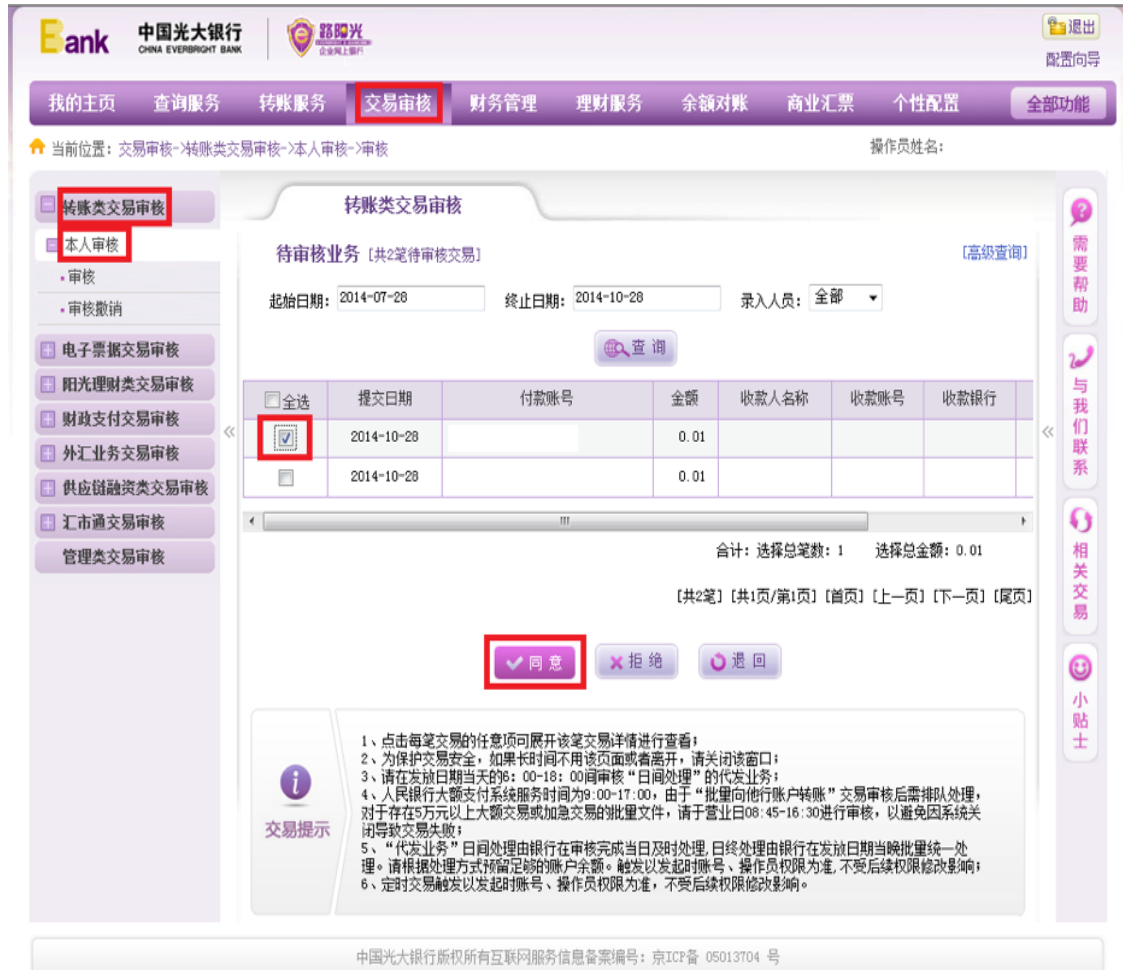 Bank 中国光大银行 CHINA EVERBRIGHT BANK e路阳光 企业网上银行 退出
配置向导
我的主页 查询服务 转账服务 交易审核 财务管理 理财服务 余额对账 商业汇票 个性配置 全部功能
当前位置：交易审核->转账类交易审核->本人审核->审核 操作员姓名：
转账类交易审核
本人审核
审核
审核撤销
电子票据交易审核
阳光理财类交易审核
财政支付交易审核
外汇业务交易审核
供应链融资类交易审核
汇市通交易审核
管理类交易审核
转账类交易审核
待审核业务 [共2笔待审核交易] [高级查询]
起始日期： 2014-07-28 终止日期： 2014-10-28 录入人员： 全部
查 询
全选 提交日期 付款账号 金额 收款人名称 收款账号 收款银行
2014-10-28 0.01
2014-10-28 0.01
合计：选择总笔数：1 选择总金额：0.01
[共2笔] [共1页/第1页] [首页] [上一页] [下一页] [尾页]
同 意 拒 绝 退 回
交易提示
1、点击每笔交易的任意项可展开该笔交易详情进行查看；
2、为保护交易安全，如果长时间不用该页面或者离开，请关闭该窗口；
3、请在发放日期当天的6：00-18：00间审核“日间处理”的代发业务；
4、人民银行大额支付系统服务时间为9:00-17:00，由于“批量向他行账户转账”交易审核后需排队处理，
对于存在5万元以上大额交易或加急交易的批量文件，请于营业日08:45-16:30进行审核，以避免因系统关
闭导致交易失败；
5、“代发业务”日间处理由银行在审核完成当日及时处理,日终处理由银行在发放日期当晚批量统一处
理。请根据处理方式预留足够的账户余额。触发以发起时账号、操作员权限为准,不受后续权限修改影响；
6、定时交易触发以发起时账号、操作员权限为准，不受后续权限修改影响。
需要帮助
与我们联系
相关交易
小贴士
中国光大银行版权所有互联网服务信息备案编号：京ICP备 05013704 号